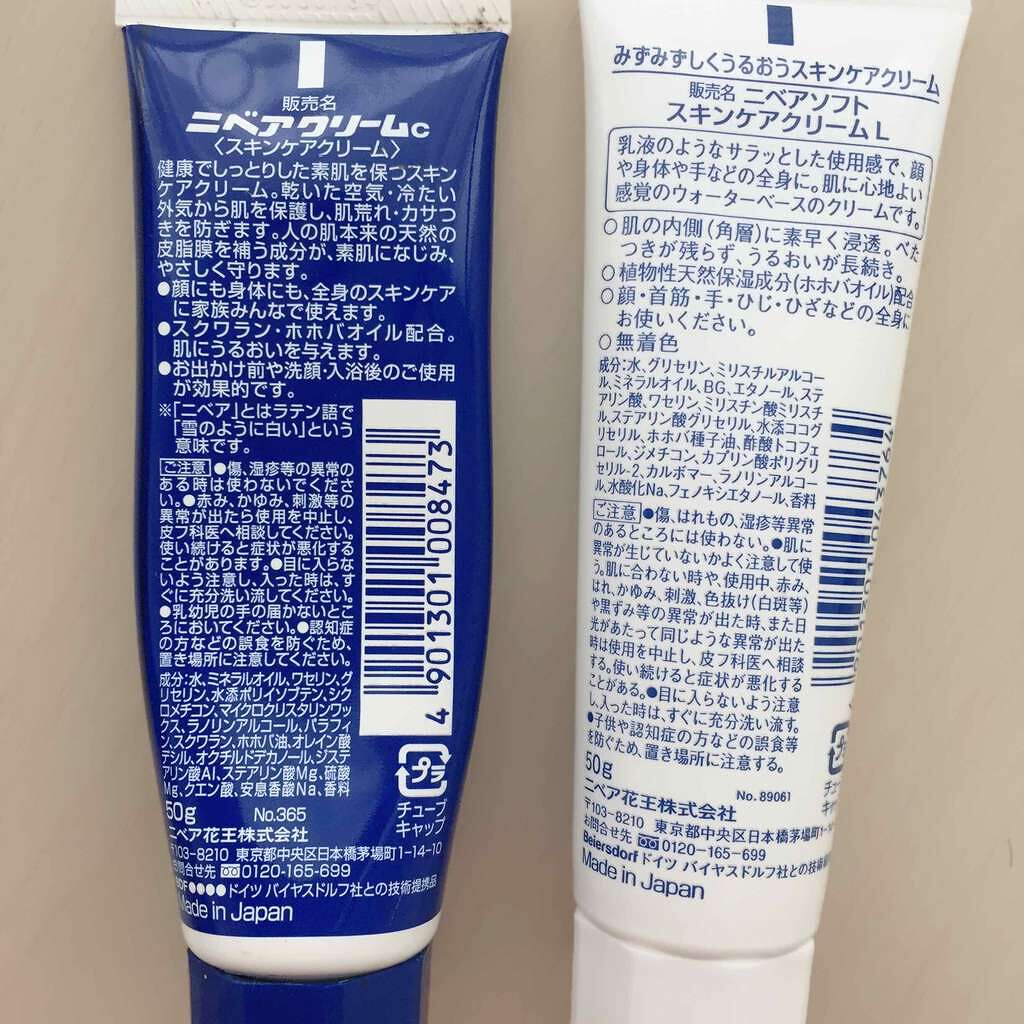 販売名
ニベアクリームC
〈スキンケアクリーム〉
健康でしっとりした素肌を保つスキン
ケアクリーム。乾いた空気・冷たい
外気から肌を保護し、肌荒れ・カサつ
きを防ぎます。人の肌本来の天然の
皮脂膜を補う成分が、素肌になじみ、
やさしく守ります。
●顔にも身体にも、全身のスキンケア
に家族みんなで使えます。
●スクワラン・ホホバオイル配合。
肌にうるおいを与えます。
●お出かけ前や洗顔・入浴後のご使用
が効果的です。
※「ニベア」とはラテン語で
「雪のように白い」という
意味です。
ご注意 ●傷、湿疹等の異常の
ある時は使わないでくださ
い。●赤み、かゆみ、刺激等の
異常が出たら使用を中止し、
皮フ科医へ相談してください。
使い続けると症状が悪化する
ことがあります。●目に入らな
いよう注意し、入った時は、す
ぐに充分洗い流してください。
●乳幼児の手の届かないとこ
ろにおいてください。●認知症
の方などの誤食を防ぐため、
置き場所に注意してください。
成分:水、ミネラルオイル、ワセリン、グ
リセリン、水添ポリイソブテン、シク
ロメチコン、マイクロクリスタリンワッ
クス、ラノリンアルコール、パラフィ
ン、スクワラン、ホホバ油、オレイン酸
デシル、オクチルドデカノール、ジステ
アリン酸Al、ステアリン酸Mg、硫酸
Mg、クエン酸、安息香酸Na、香料
50g No.365
ニベア花王株式会社
〒103-8210 東京都中央区日本橋茅場町1-14-10
お問合せ先 0120-165-699
BDF●●●●ドイツ バイヤスドルフ社との技術提携品
Made in Japan
4 901301 008473
プラ
チューブ
キャップ
みずみずしくうるおうスキンケアクリーム
販売名 ニベアソフト
スキンケアクリームL
乳液のようなサラッとした使用感で、顔
や身体や手などの全身に。肌に心地よい
感覚のウォーターベースのクリームです。
○肌の内側(角層)に素早く浸透。べた
つきが残らず、うるおいが長続き。
○植物性天然保湿成分(ホホバオイル)配合
○顔・首筋・手・ひじ・ひざなどの全身に
お使いください。
○無着色
成分:水、グリセリン、ミリスチルアルコー
ル、ミネラルオイル、BG、エタノール、ステ
アリン酸、ワセリン、ミリスチン酸ミリスチ
ル、ステアリン酸グリセリル、水添ココグ
リセリル、ホホバ種子油、酢酸トコフェ
ロール、ジメチコン、カプリン酸ポリグリ
セリル-2、カルボマー、ラノリンアルコー
ル、水酸化Na、フェノキシエタノール、香料
ご注意 ●傷、はれもの、湿疹等異常
のあるところには使わない。●肌に
異常が生じていないかよく注意して使
う。肌に合わない時や、使用中、赤み、
はれ、かゆみ、刺激、色抜け(白斑等)
や黒ずみ等の異常が出た時、また日
光があたって同じような異常が出た
時は使用を中止し、皮フ科医へ相談
する。使い続けると症状が悪化する
ことがある。●目に入らないよう注意
し、入った時は、すぐに充分洗い流す。
●子供や認知症の方などの誤食等
を防ぐため、置き場所に注意する。
50g No. 89061
ニベア花王株式会社
〒103-8210 東京都中央区日本橋茅場町1-14
お問合せ先 0120-165-699
Beiersdorf ドイツ バイヤスドルフ社との技術
Made in Japan